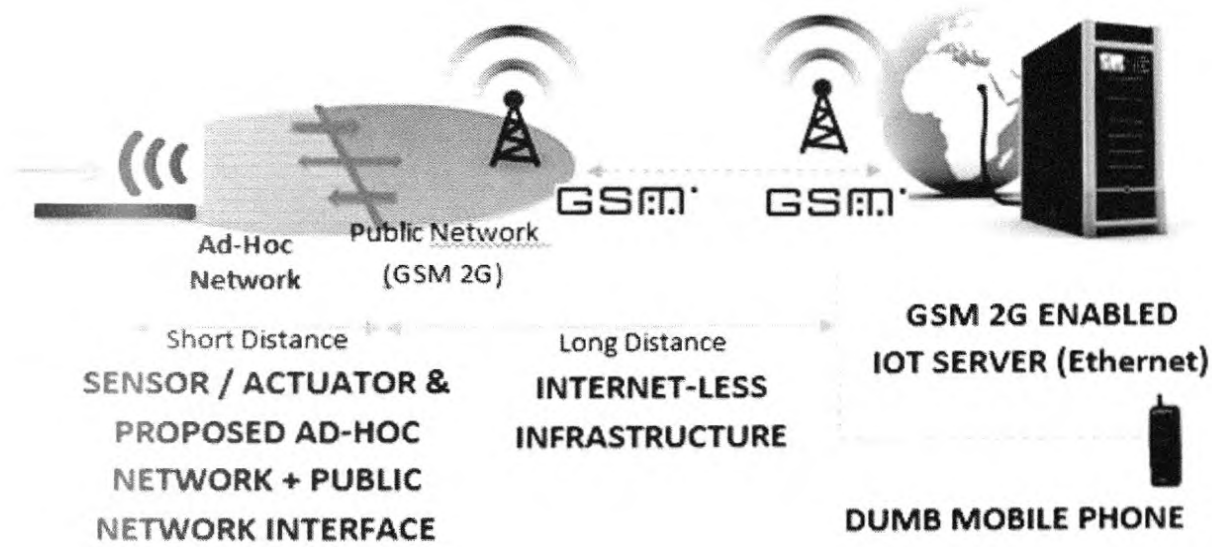 GSM
GSM
Ad-Hoc
Network
Public Network
(GSM 2G)
Short Distance
SENSOR / ACTUATOR &
PROPOSED AD-HOC
NETWORK + PUBLIC
NETWORK INTERFACE
Long Distance
INTERNET-LESS
INFRASTRUCTURE
GSM 2G ENABLED
IOT SERVER (Ethernet)
DUMB MOBILE PHONE